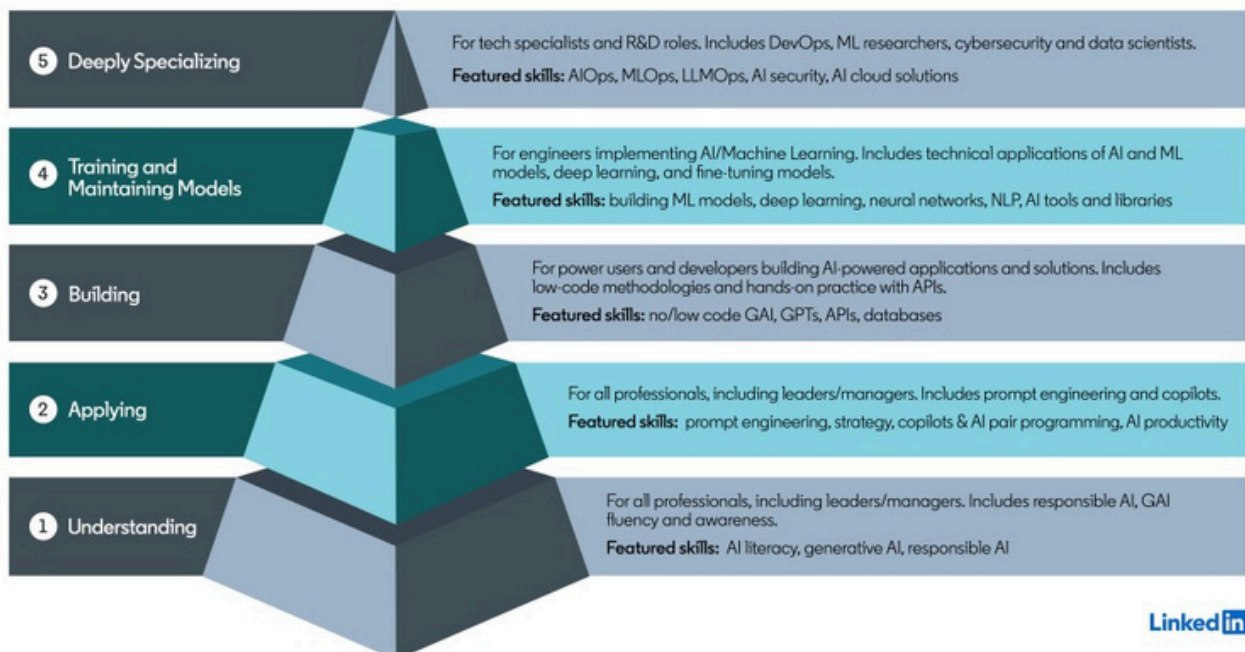 5 Deeply Specializing
For tech specialists and R&D roles. Includes DevOps, ML researchers, cybersecurity and data scientists.
Featured skills: AIOps, MLOps, LLMOps, AI security, AI cloud solutions
4 Training and
Maintaining Models
For engineers implementing AI/Machine Learning. Includes technical applications of AI and ML
models, deep learning, and fine-tuning models.
Featured skills: building ML models, deep learning, neural networks, NLP, AI tools and libraries
3 Building
For power users and developers building AI-powered applications and solutions. Includes
low-code methodologies and hands-on practice with APIs.
Featured skills: no/low code GAI, GPTs, APIs, databases
2 Applying
For all professionals, including leaders/managers. Includes prompt engineering and copilots.
Featured skills: prompt engineering, strategy, copilots & AI pair programming, AI productivity
1 Understanding
For all professionals, including leaders/managers. Includes responsible AI, GAI
fluency and awareness.
Featured skills: AI literacy, generative AI, responsible AI
Linkedin